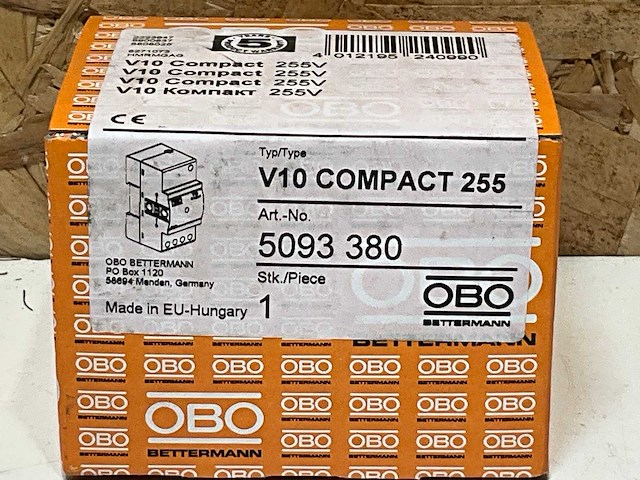 5
4 012195 240990
V10 Compact 255V
V10 Compact 255V
V10 Compact 255V
V10 Компакт 255V
CE
Typ/Type
V10 COMPACT 255
Art.-No.
5093 380
OBO BETTERMANN
PO Box 1120
58694 Menden, Germany
Stk./Piece
Made in EU-Hungary 1
OBO
BETTERMANN
OBO
BETTERMANN